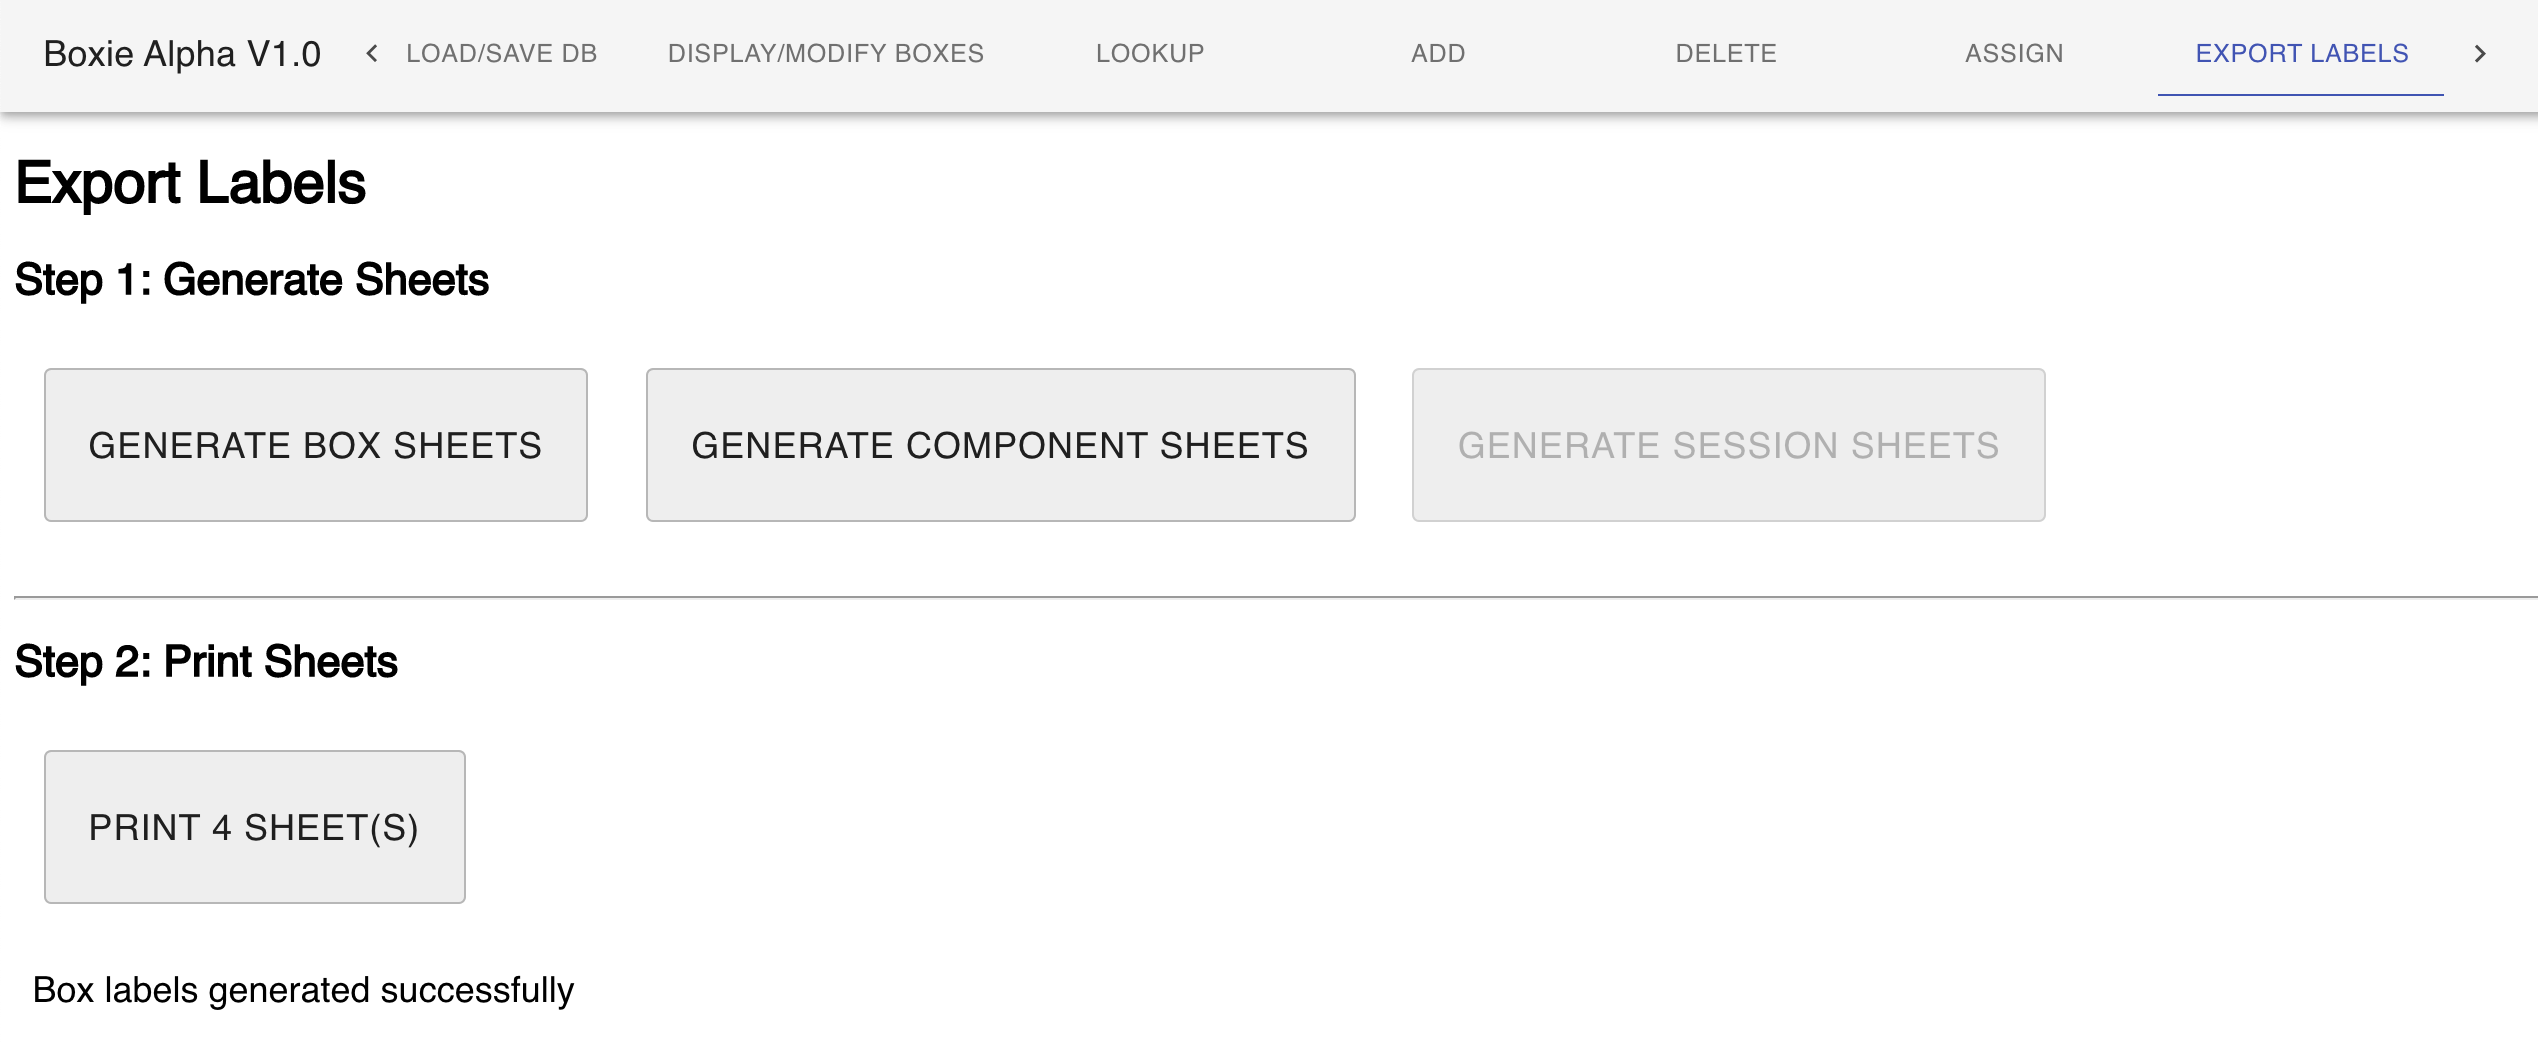 Boxie Alpha V1.0 LOAD/SAVE DB DISPLAY/MODIFY BOXES LOOKUP ADD DELETE ASSIGN EXPORT LABELS
Export Labels
Step 1: Generate Sheets
GENERATE BOX SHEETS GENERATE COMPONENT SHEETS GENERATE SESSION SHEETS
Step 2: Print Sheets
PRINT 4 SHEET(S)
Box labels generated successfully